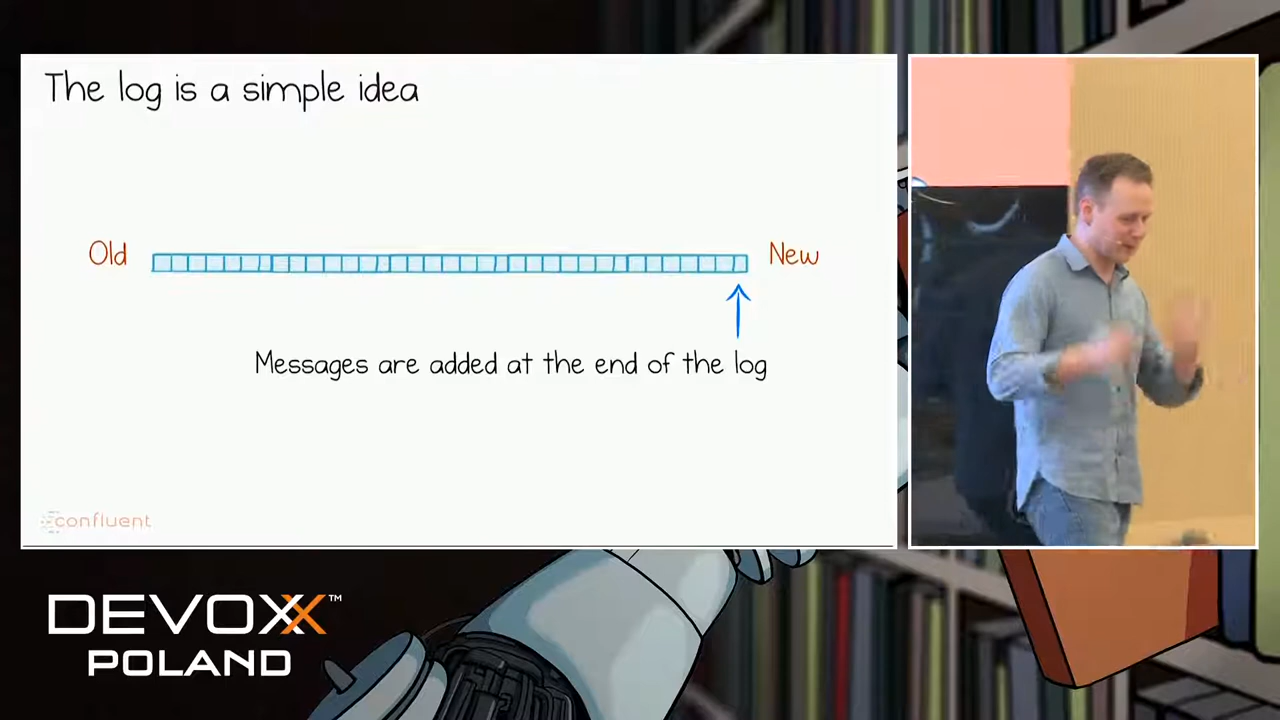 The log is a simple idea
Old
New
Messages are added at the end of the log
confluent
DEVOXX™
POLAND